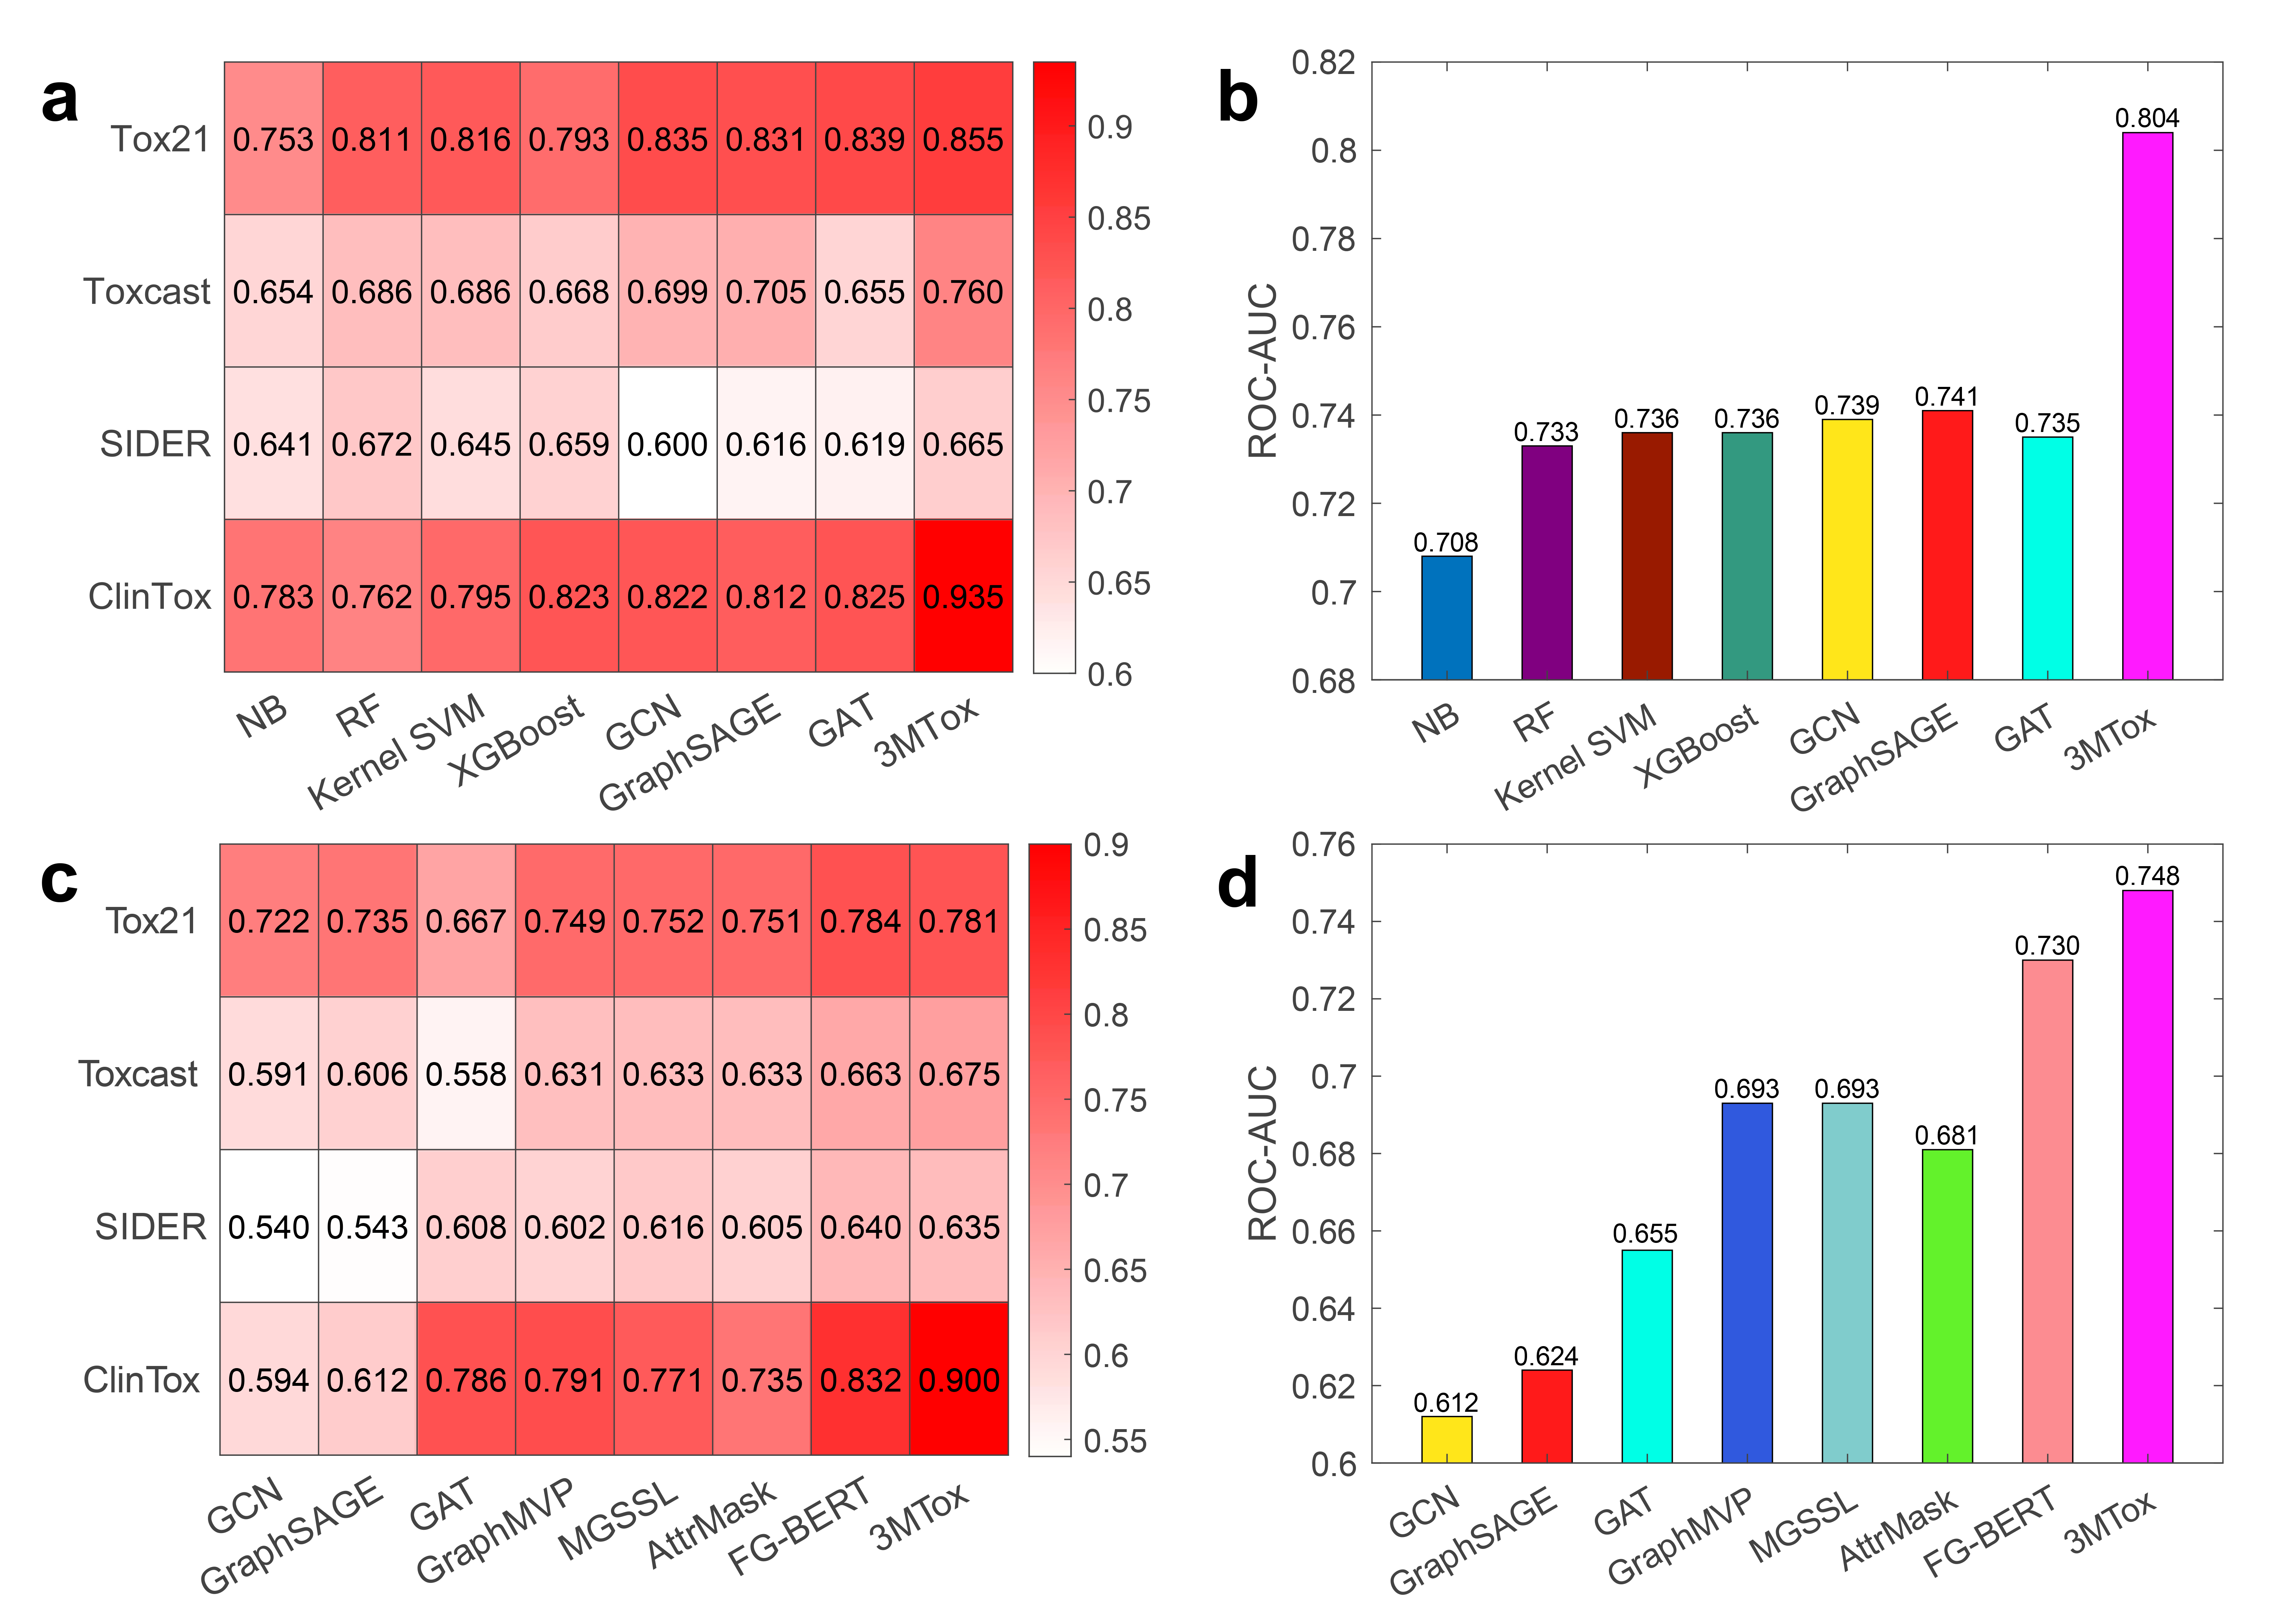 a
Tox21 0.753 0.811 0.816 0.793 0.835 0.831 0.839 0.855
Toxcast 0.654 0.686 0.686 0.668 0.699 0.705 0.655 0.760
SIDER 0.641 0.672 0.645 0.659 0.600 0.616 0.619 0.665
ClinTox 0.783 0.762 0.795 0.823 0.822 0.812 0.825 0.935
NB RF Kernel SVM XGBoost GCN GraphSAGE GAT 3MTox
0.9
0.85
0.8
0.75
0.7
0.65
0.6
b
ROC-AUC
0.82
0.8
0.78
0.76
0.74
0.72
0.7
0.68
0.708 0.733 0.736 0.736 0.739 0.741 0.735 0.804
NB RF Kernel SVM XGBoost GCN GraphSAGE GAT 3MTox
c
Tox21 0.722 0.735 0.667 0.749 0.752 0.751 0.784 0.781
Toxcast 0.591 0.606 0.558 0.631 0.633 0.633 0.663 0.675
SIDER 0.540 0.543 0.608 0.602 0.616 0.605 0.640 0.635
ClinTox 0.594 0.612 0.786 0.791 0.771 0.735 0.832 0.900
GCN GraphSAGE GAT GraphMVP MGSSL AttrMask FG-BERT 3MTox
0.9
0.85
0.8
0.75
0.7
0.65
0.6
0.55
d
ROC-AUC
0.76
0.74
0.72
0.7
0.68
0.66
0.64
0.62
0.6
0.612 0.624 0.655 0.693 0.693 0.681 0.730 0.748
GCN GraphSAGE GAT GraphMVP MGSSL AttrMask FG-BERT 3MTox